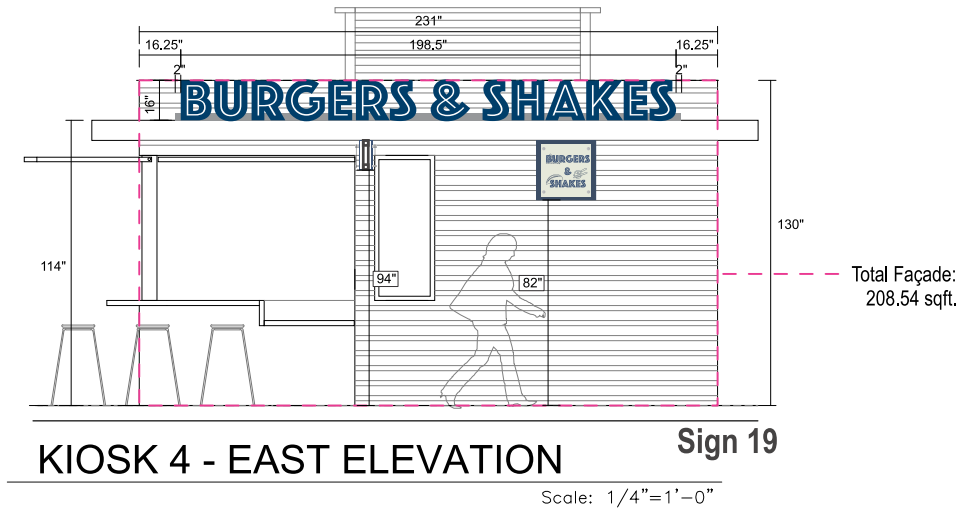 231"
16.25" 198.5" 16.25"
2" 2"
16"
BURGERS & SHAKES
BURGERS
&
SHAKES
130"
114"
94"
82"
Total Façade:
208.54 sqft.
Sign 19
KIOSK 4 - EAST ELEVATION
Scale: 1/4"=1'-0"